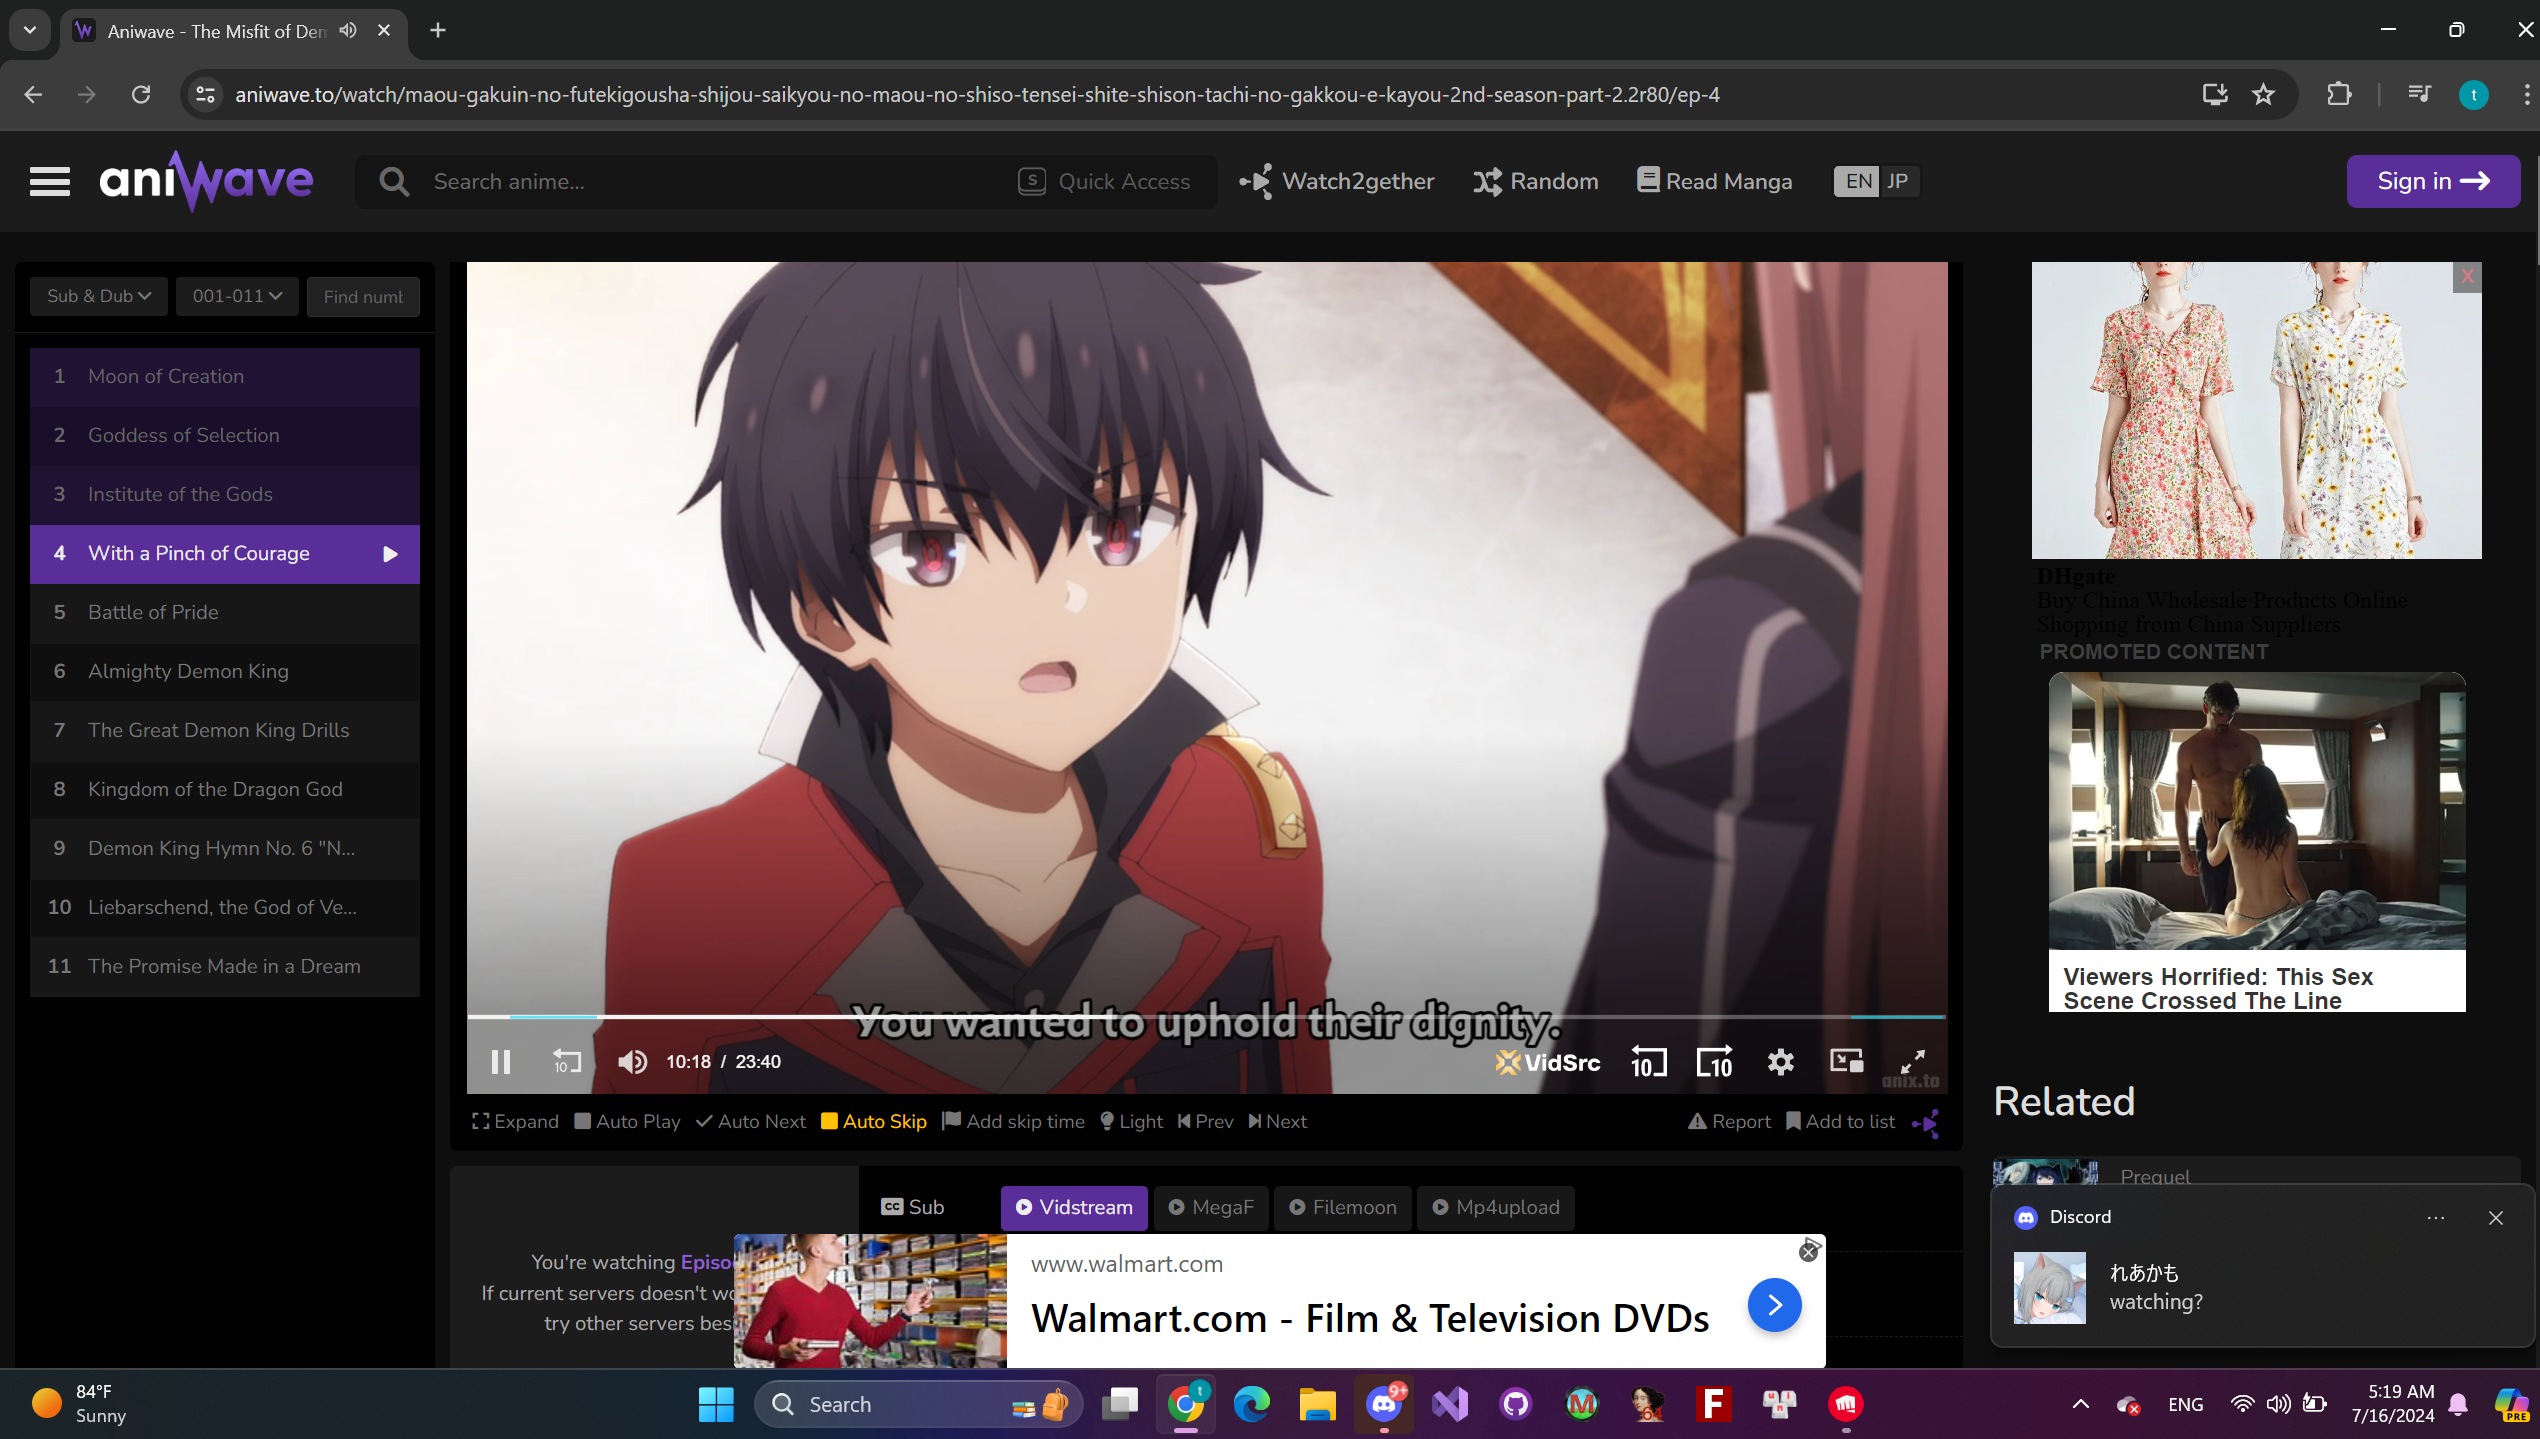 Aniwave - The Misfit of Den
aniwave.to/watch/maou-gakuin-no-futekigousha-shijou-saikyou-no-maou-no-shiso-tensei-shite-shison-tachi-no-gakkou-e-kayou-2nd-season-part-2.2r80/ep-4
t
aniwave
Search anime...
S Quick Access
Watch2gether
Random
Read Manga
EN JP
Sign in
Sub & Dub
001-011
Find numt
1 Moon of Creation
2 Goddess of Selection
3 Institute of the Gods
4 With a Pinch of Courage
5 Battle of Pride
6 Almighty Demon King
7 The Great Demon King Drills
8 Kingdom of the Dragon God
9 Demon King Hymn No. 6 "N...
10 Liebarschend, the God of Ve...
11 The Promise Made in a Dream
You wanted to uphold their dignity.
10
10:18 / 23:40
VidSrc
10
10
anix.to
Expand
Auto Play
Auto Next
Auto Skip
Add skip time
Light
Prev
Next
Report
Add to list
You're watching Episo
If current servers doesn't wo
try other servers bes
CC Sub
Vidstream
MegaF
Filemoon
Mp4upload
www.walmart.com
Walmart.com - Film & Television DVDs
X
DHgate
Buy China Wholesale Products Online
Shopping from China Suppliers
PROMOTED CONTENT
Viewers Horrified: This Sex
Scene Crossed The Line
Related
Prequel
Discord
れあかも
watching?
84°F
Sunny
Search
t
9+
M
64
F
u i
n
ENG
5:19 AM
7/16/2024
PRE